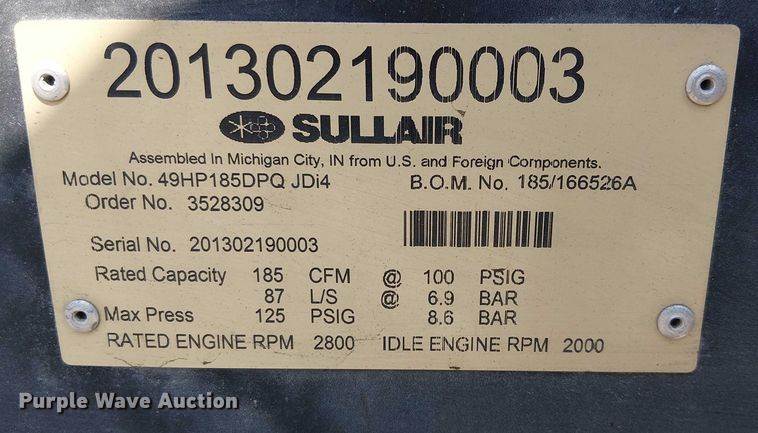 201302190003
SULLAIR
Assembled In Michigan City, IN from U.S. and Foreign Components.
Model No. 49HP185DPQ JDi4 B.O.M. No. 185/166526A
Order No. 3528309
Serial No. 201302190003
Rated Capacity 185 CFM @ 100 PSIG
87 L/S @ 6.9 BAR
Max Press 125 PSIG 8.6 BAR
RATED ENGINE RPM 2800 IDLE ENGINE RPM 2000
Purple Wave Auction